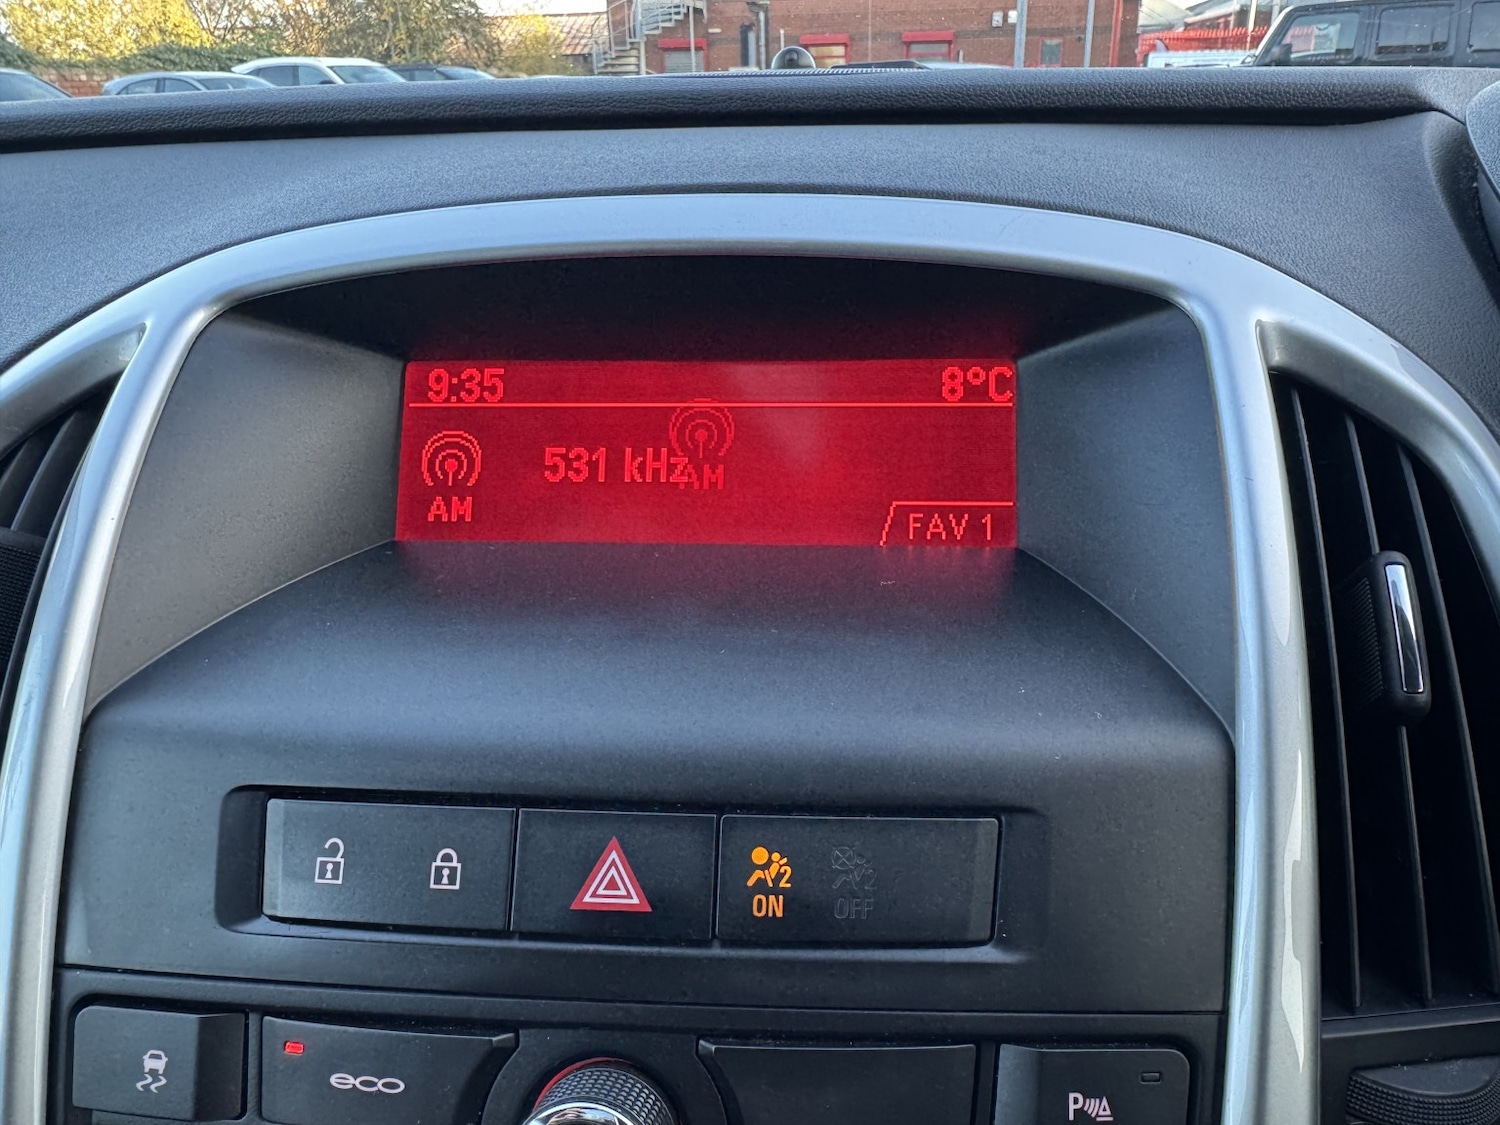 9:35 8°C
531 kHz AM
AM
FAV 1
2 2
ON OFF
eco
P